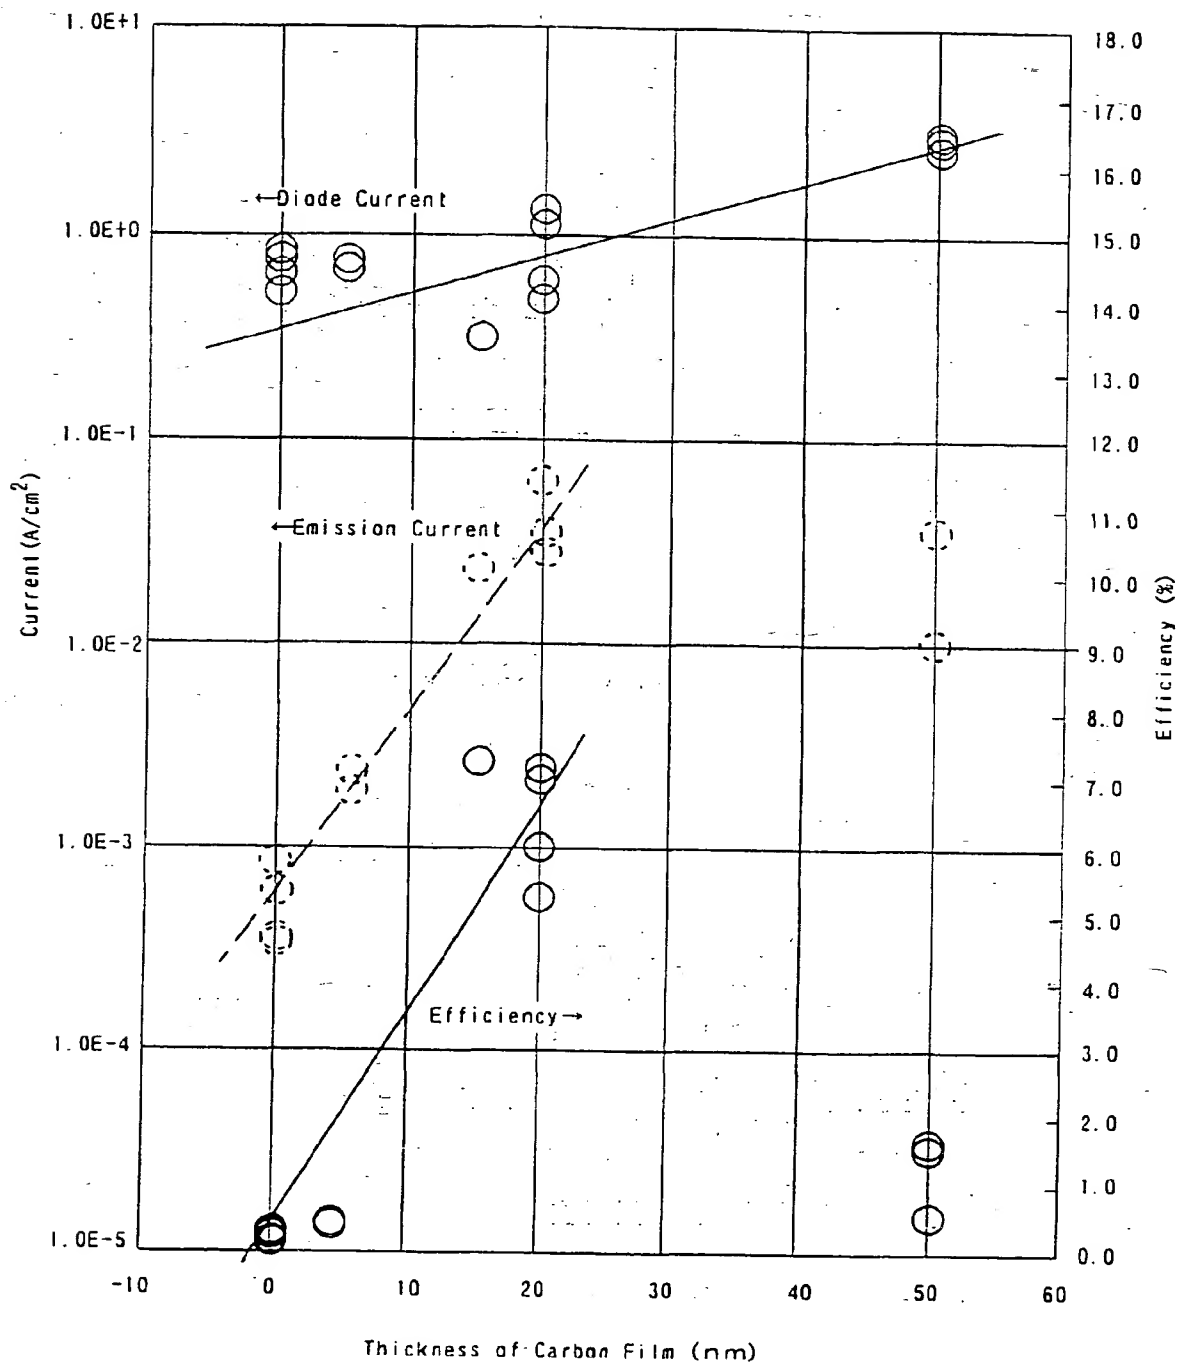 1.0E+1
18.0
17.0
16.0
←Diode Current
1.0E+0
15.0
14.0
13.0
1.0E-1
12.0
←Emission Current
11.0
10.0
Current(A/cm²)
Efficiency (%)
1.0E-2
9.0
8.0
7.0
1.0E-3
6.0
5.0
4.0
Efficiency→
1.0E-4
3.0
2.0
1.0
1.0E-5
0.0
-10 0 10 20 30 40 50 60
Thickness of Carbon Film (nm)